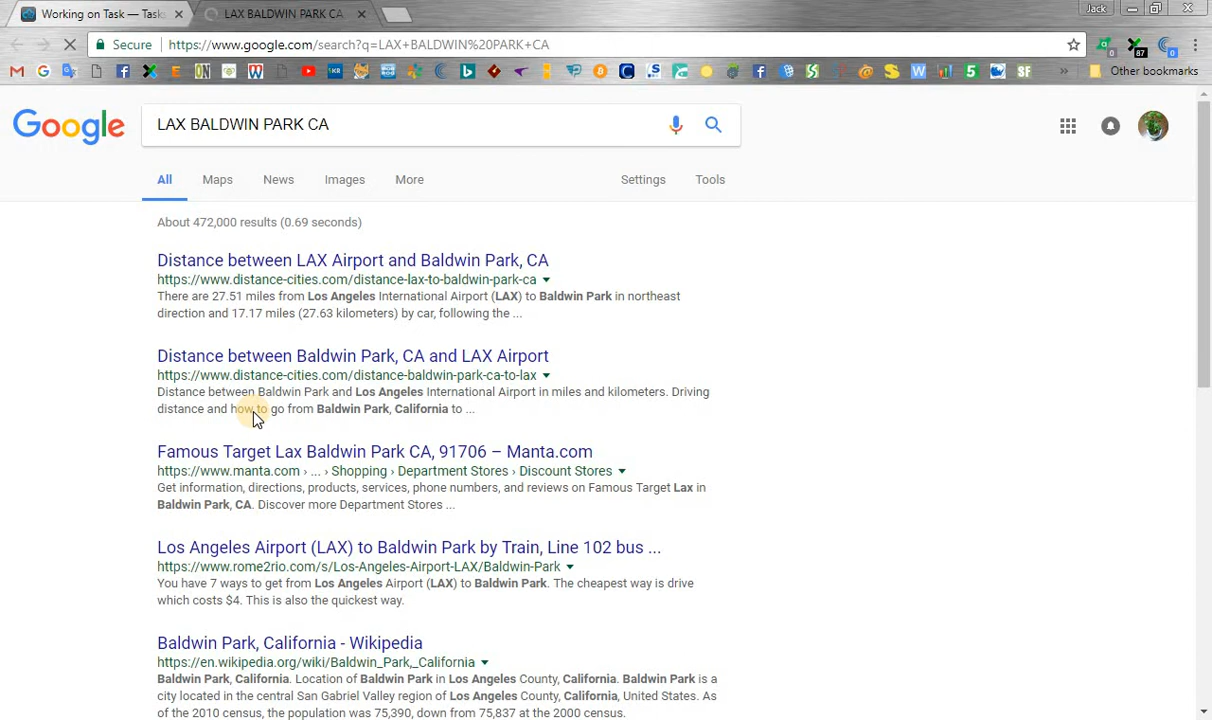 Working on Task — Tasks
LAX BALDWIN PARK CA
Jack
Secure
https://www.google.com/search?q=LAX+BALDWIN%20PARK+CA
Other bookmarks
Google
LAX BALDWIN PARK CA
All
Maps
News
Images
More
Settings
Tools
About 472,000 results (0.69 seconds)
Distance between LAX Airport and Baldwin Park, CA
https://www.distance-cities.com/distance-lax-to-baldwin-park-ca
There are 27.51 miles from Los Angeles International Airport (LAX) to Baldwin Park in northeast
direction and 17.17 miles (27.63 kilometers) by car, following the ...
Distance between Baldwin Park, CA and LAX Airport
https://www.distance-cities.com/distance-baldwin-park-ca-to-lax
Distance between Baldwin Park and Los Angeles International Airport in miles and kilometers. Driving
distance and how to go from Baldwin Park, California to ...
Famous Target Lax Baldwin Park CA, 91706 – Manta.com
https://www.manta.com › ... › Shopping › Department Stores › Discount Stores
Get information, directions, products, services, phone numbers, and reviews on Famous Target Lax in
Baldwin Park, CA. Discover more Department Stores ...
Los Angeles Airport (LAX) to Baldwin Park by Train, Line 102 bus ...
https://www.rome2rio.com/s/Los-Angeles-Airport-LAX/Baldwin-Park
You have 7 ways to get from Los Angeles Airport (LAX) to Baldwin Park. The cheapest way is drive
which costs $4. This is also the quickest way.
Baldwin Park, California - Wikipedia
https://en.wikipedia.org/wiki/Baldwin_Park,_California
Baldwin Park, California. Location of Baldwin Park in Los Angeles County, California. Baldwin Park is a
city located in the central San Gabriel Valley region of Los Angeles County, California, United States. As
of the 2010 census, the population was 75,390, down from 75,837 at the 2000 census.